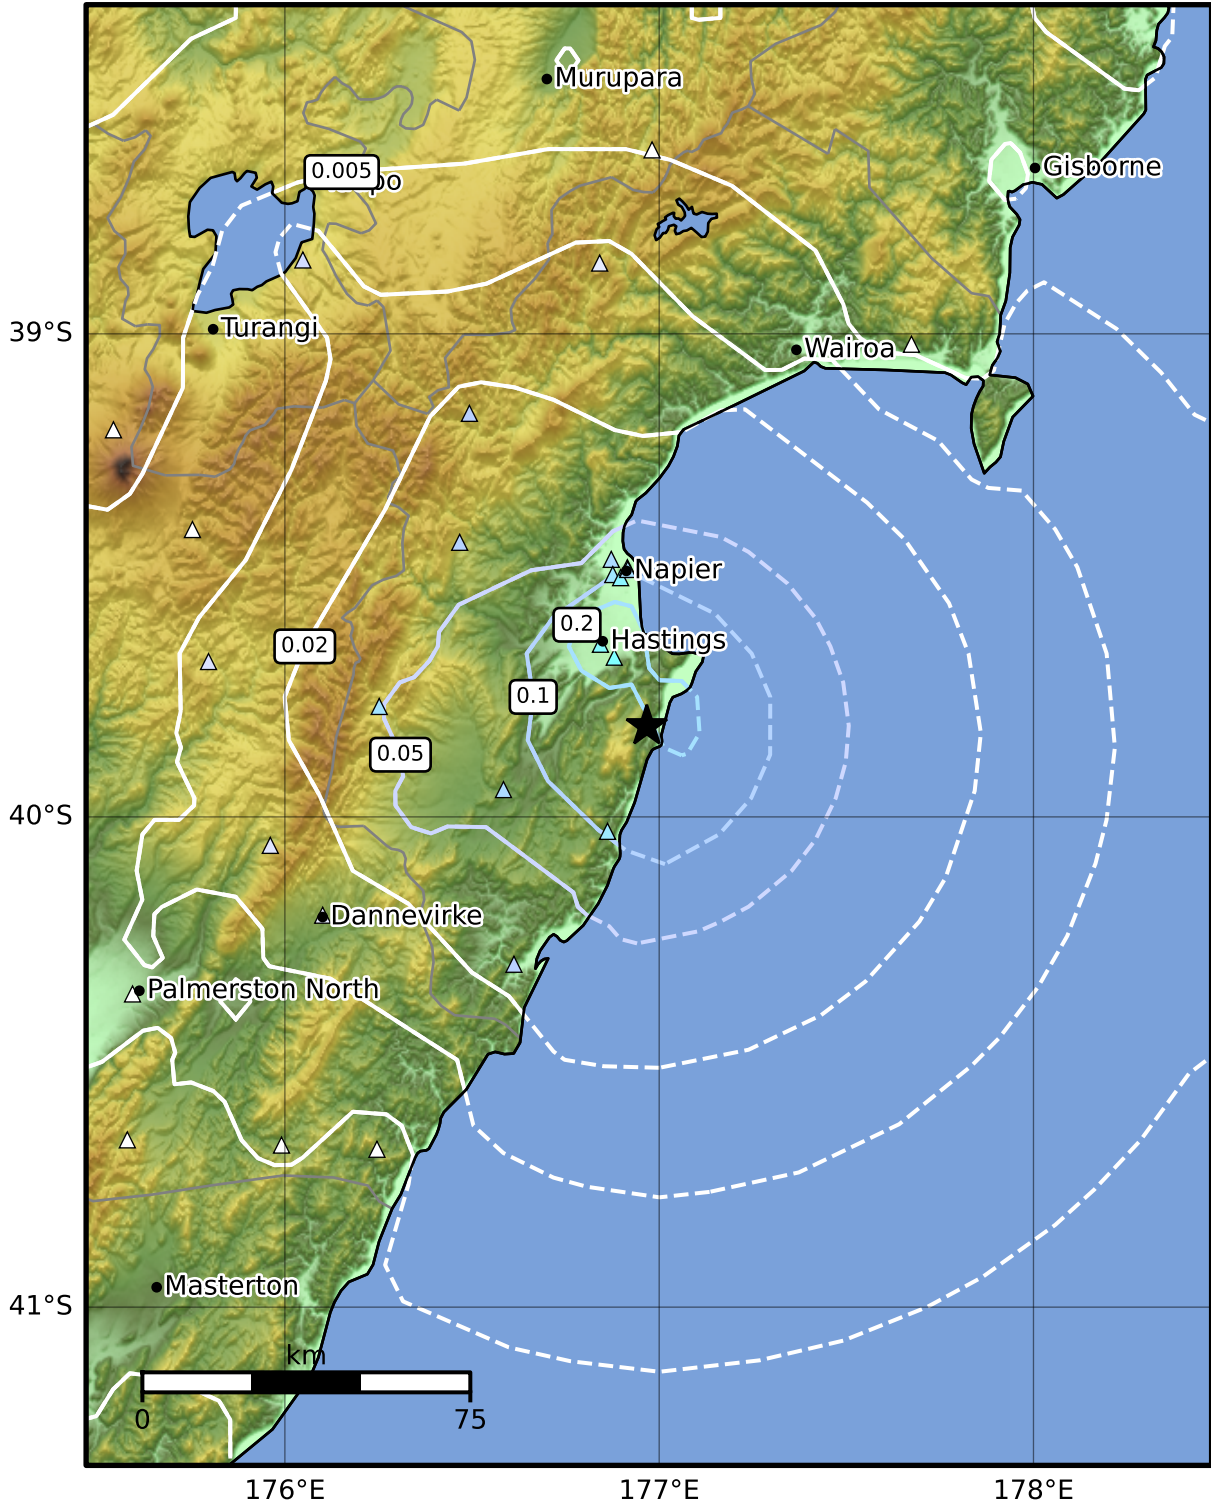 Murupara
Gisborne
0.005
po
Turangi
39°S
Wairoa
Napier
0.2
Hastings
0.02
0.1
0.05
40°S
Dannevirke
Palmerston North
Masterton
41°S
km
0 75
176°E 177°E 178°E